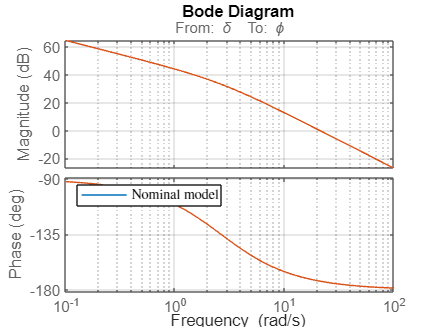 Bode Diagram
From: δ To: ϕ
Magnitude (dB)
60
40
20
0
-20
Phase (deg)
-90
-135
-180
Nominal model
10^-1
10^0
10^1
10^2
Frequency (rad/s)